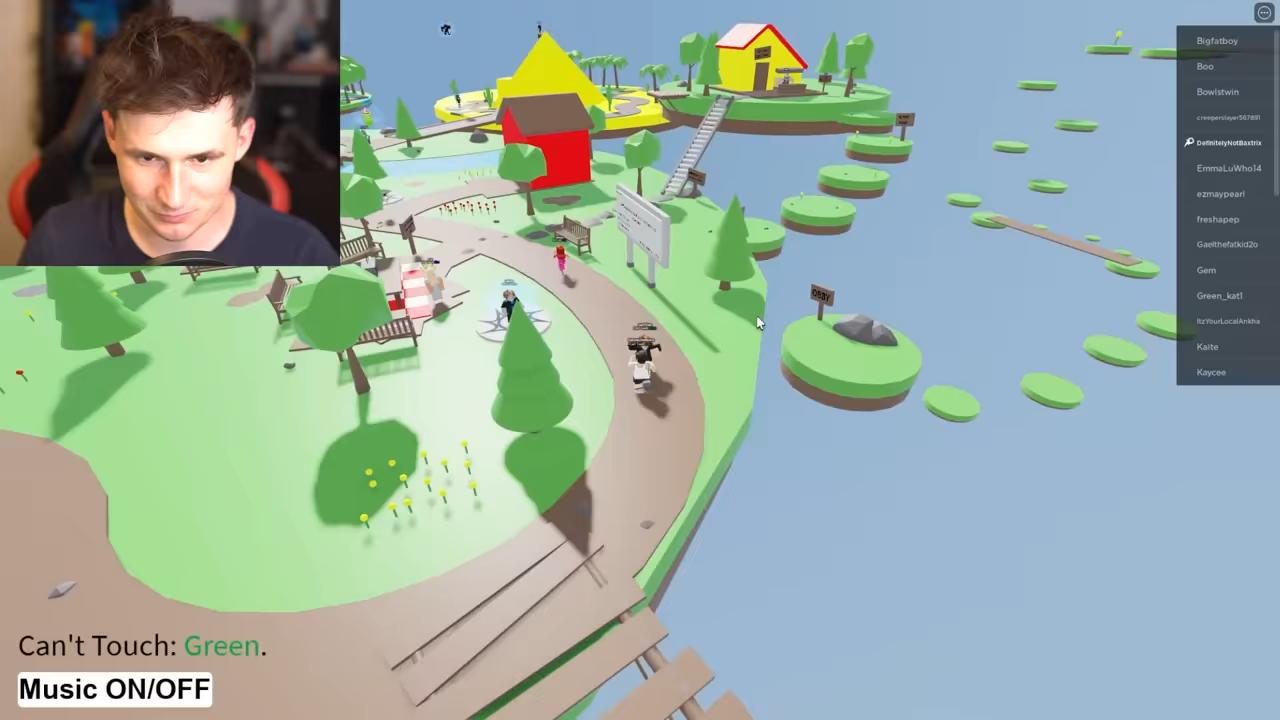 Bigfatboy
Boo
Bowlstwin
creeperslayer567891
DefinitelyNotBaxtrix
EmmaLuWho14
ezmaypearl
freshapep
Gaelthefatkid2o
Gem
Green_kat1
ItzYourLocalAnkha
Kaite
Kaycee
OBBY
Can't Touch: Green.
Music ON/OFF